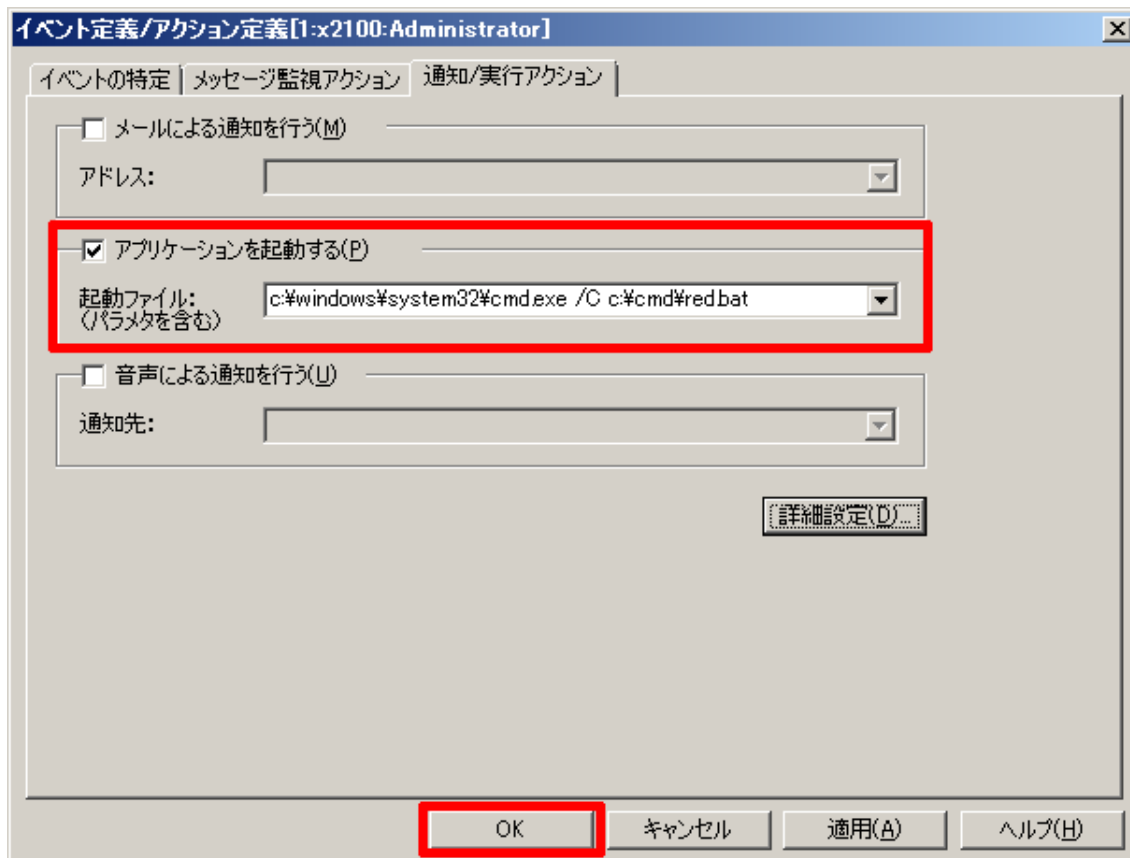 イベント定義/アクション定義[1:x2100:Administrator]
イベントの特定 メッセージ監視アクション 通知/実行アクション
メールによる通知を行う(M)
アドレス:
アプリケーションを起動する(P)
起動ファイル: c:¥windows¥system32¥cmd.exe /C c:¥cmd¥red.bat
(パラメタを含む)
音声による通知を行う(U)
通知先:
詳細設定(D)...
OK キャンセル 適用(A) ヘルプ(H)